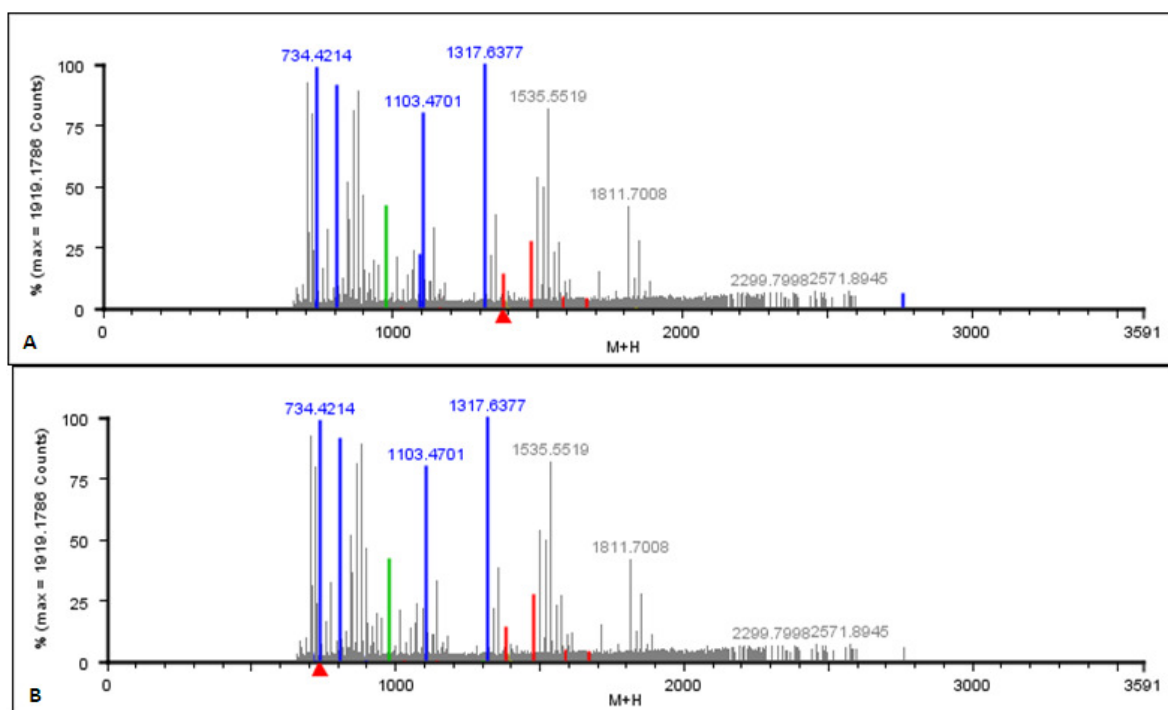 734.4214
1317.6377
1103.4701
1535.5519
1811.7008
2299.7998 2571.8945
% (max = 1919.1786 Counts)
100
75
50
25
0
0 1000 2000 3000 3591
M+H
A
734.4214
1317.6377
1103.4701
1535.5519
1811.7008
2299.7998 2571.8945
% (max = 1919.1786 Counts)
100
75
50
25
0
0 1000 2000 3000 3591
M+H
B